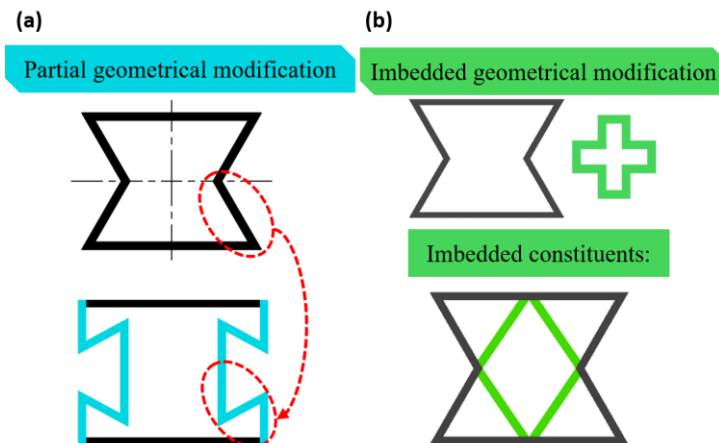 (a)
Partial geometrical modification
(b)
Imbedded geometrical modification
Imbedded constituents: